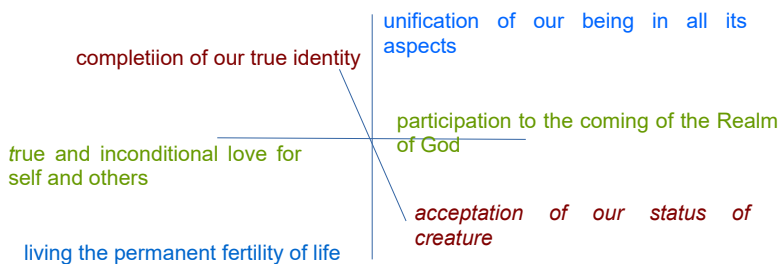 unification of our being in all its
aspects
completiion of our true identity
participation to the coming of the Realm
of God
true and inconditional love for
self and others
acceptation of our status of
creature
living the permanent fertility of life